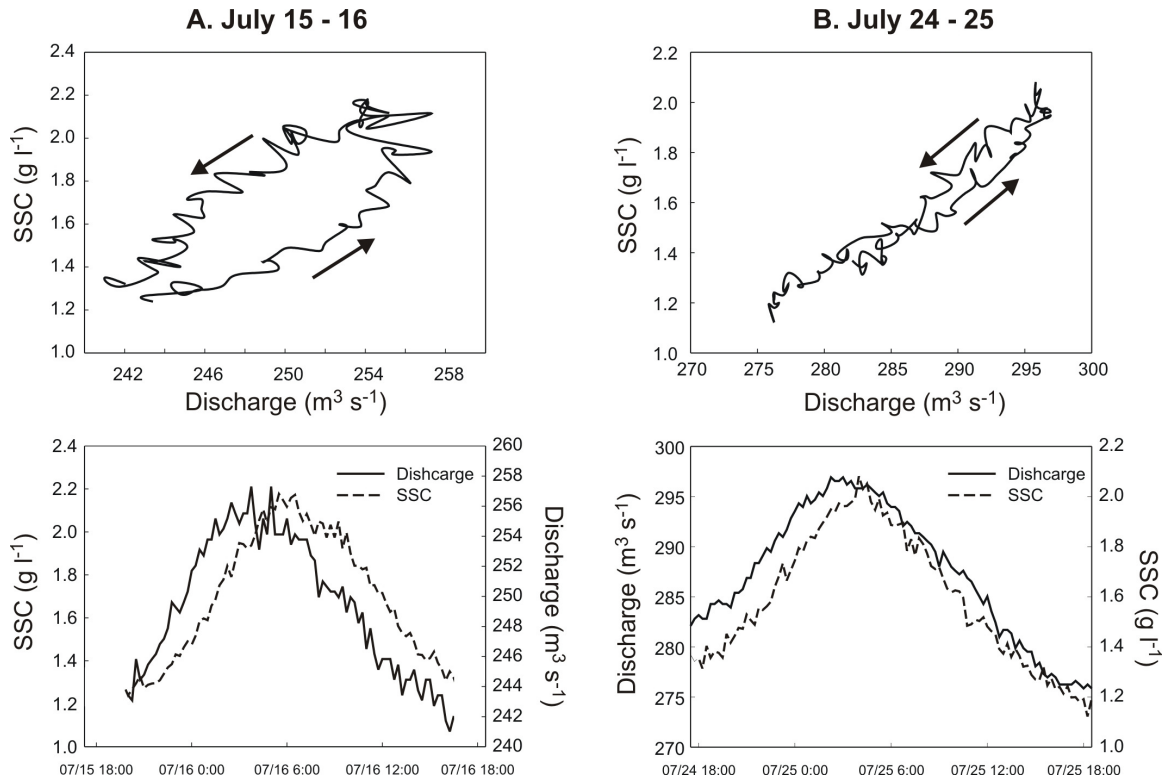 A. July 15 - 16
2.4
2.2
2.0
1.8
1.6
1.4
1.2
1.0
SSC (g l⁻¹)
242 246 250 254 258
Discharge (m³ s⁻¹)
B. July 24 - 25
2.2
2.0
1.8
1.6
1.4
1.2
1.0
SSC (g l⁻¹)
270 275 280 285 290 295 300
Discharge (m³ s⁻¹)
2.4
2.2
2.0
1.8
1.6
1.4
1.2
1.0
SSC (g l⁻¹)
Dishcarge
SSC
260
258
256
254
252
250
248
246
244
242
240
Discharge (m³ s⁻¹)
07/15 18:00 07/16 0:00 07/16 6:00 07/16 12:00 07/16 18:00
300
295
290
285
280
275
270
Discharge (m³ s⁻¹)
Dishcarge
SSC
2.2
2.0
1.8
1.6
1.4
1.2
1.0
SSC (g l⁻¹)
07/24 18:00 07/25 0:00 07/25 6:00 07/25 12:00 07/25 18:00